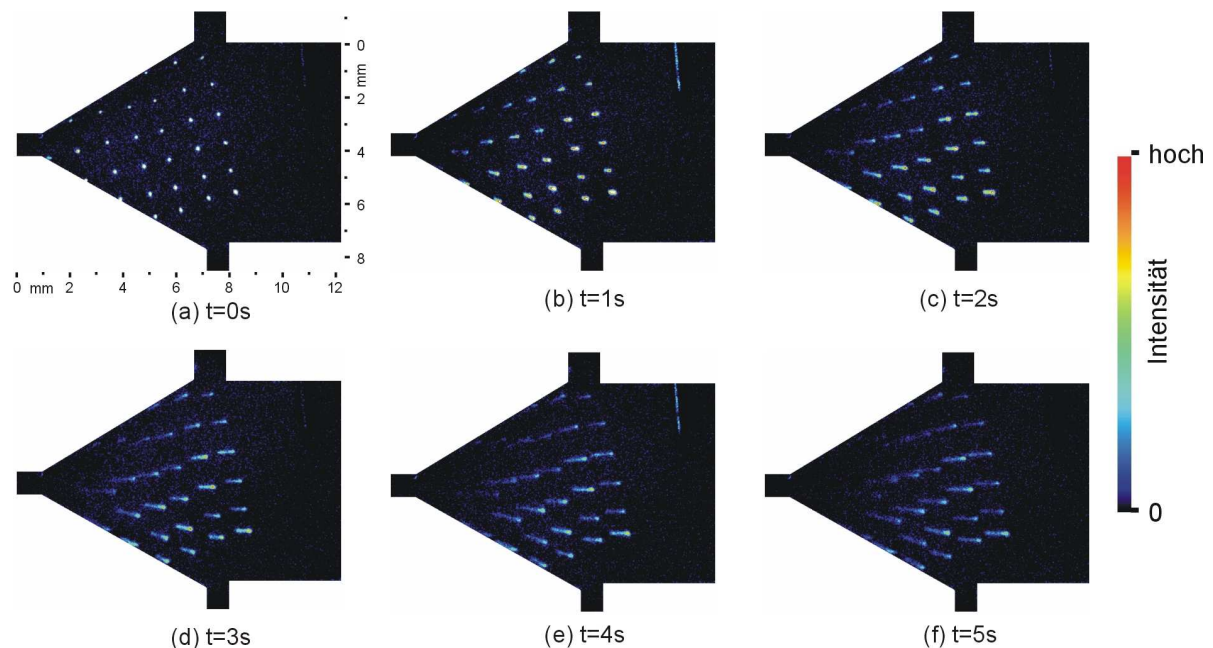 0
mm
2
4
6
8
0 mm 2 4 6 8 10 12
(a) t=0s
(b) t=1s
(c) t=2s
hoch
Intensität
0
(d) t=3s
(e) t=4s
(f) t=5s